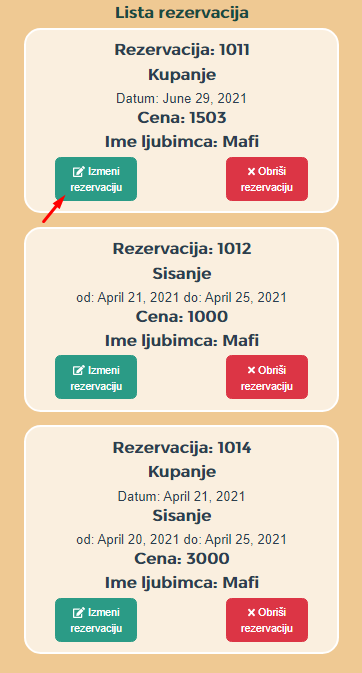 Lista rezervacija
Rezervacija: 1011
Kupanje
Datum: June 29, 2021
Cena: 1503
Ime ljubimca: Mafi
Izmeni
rezervaciju
Obriši
rezervaciju
Rezervacija: 1012
Sisanje
od: April 21, 2021 do: April 25, 2021
Cena: 1000
Ime ljubimca: Mafi
Izmeni
rezervaciju
Obriši
rezervaciju
Rezervacija: 1014
Kupanje
Datum: April 21, 2021
Sisanje
od: April 20, 2021 do: April 25, 2021
Cena: 3000
Ime ljubimca: Mafi
Izmeni
rezervaciju
Obriši
rezervaciju